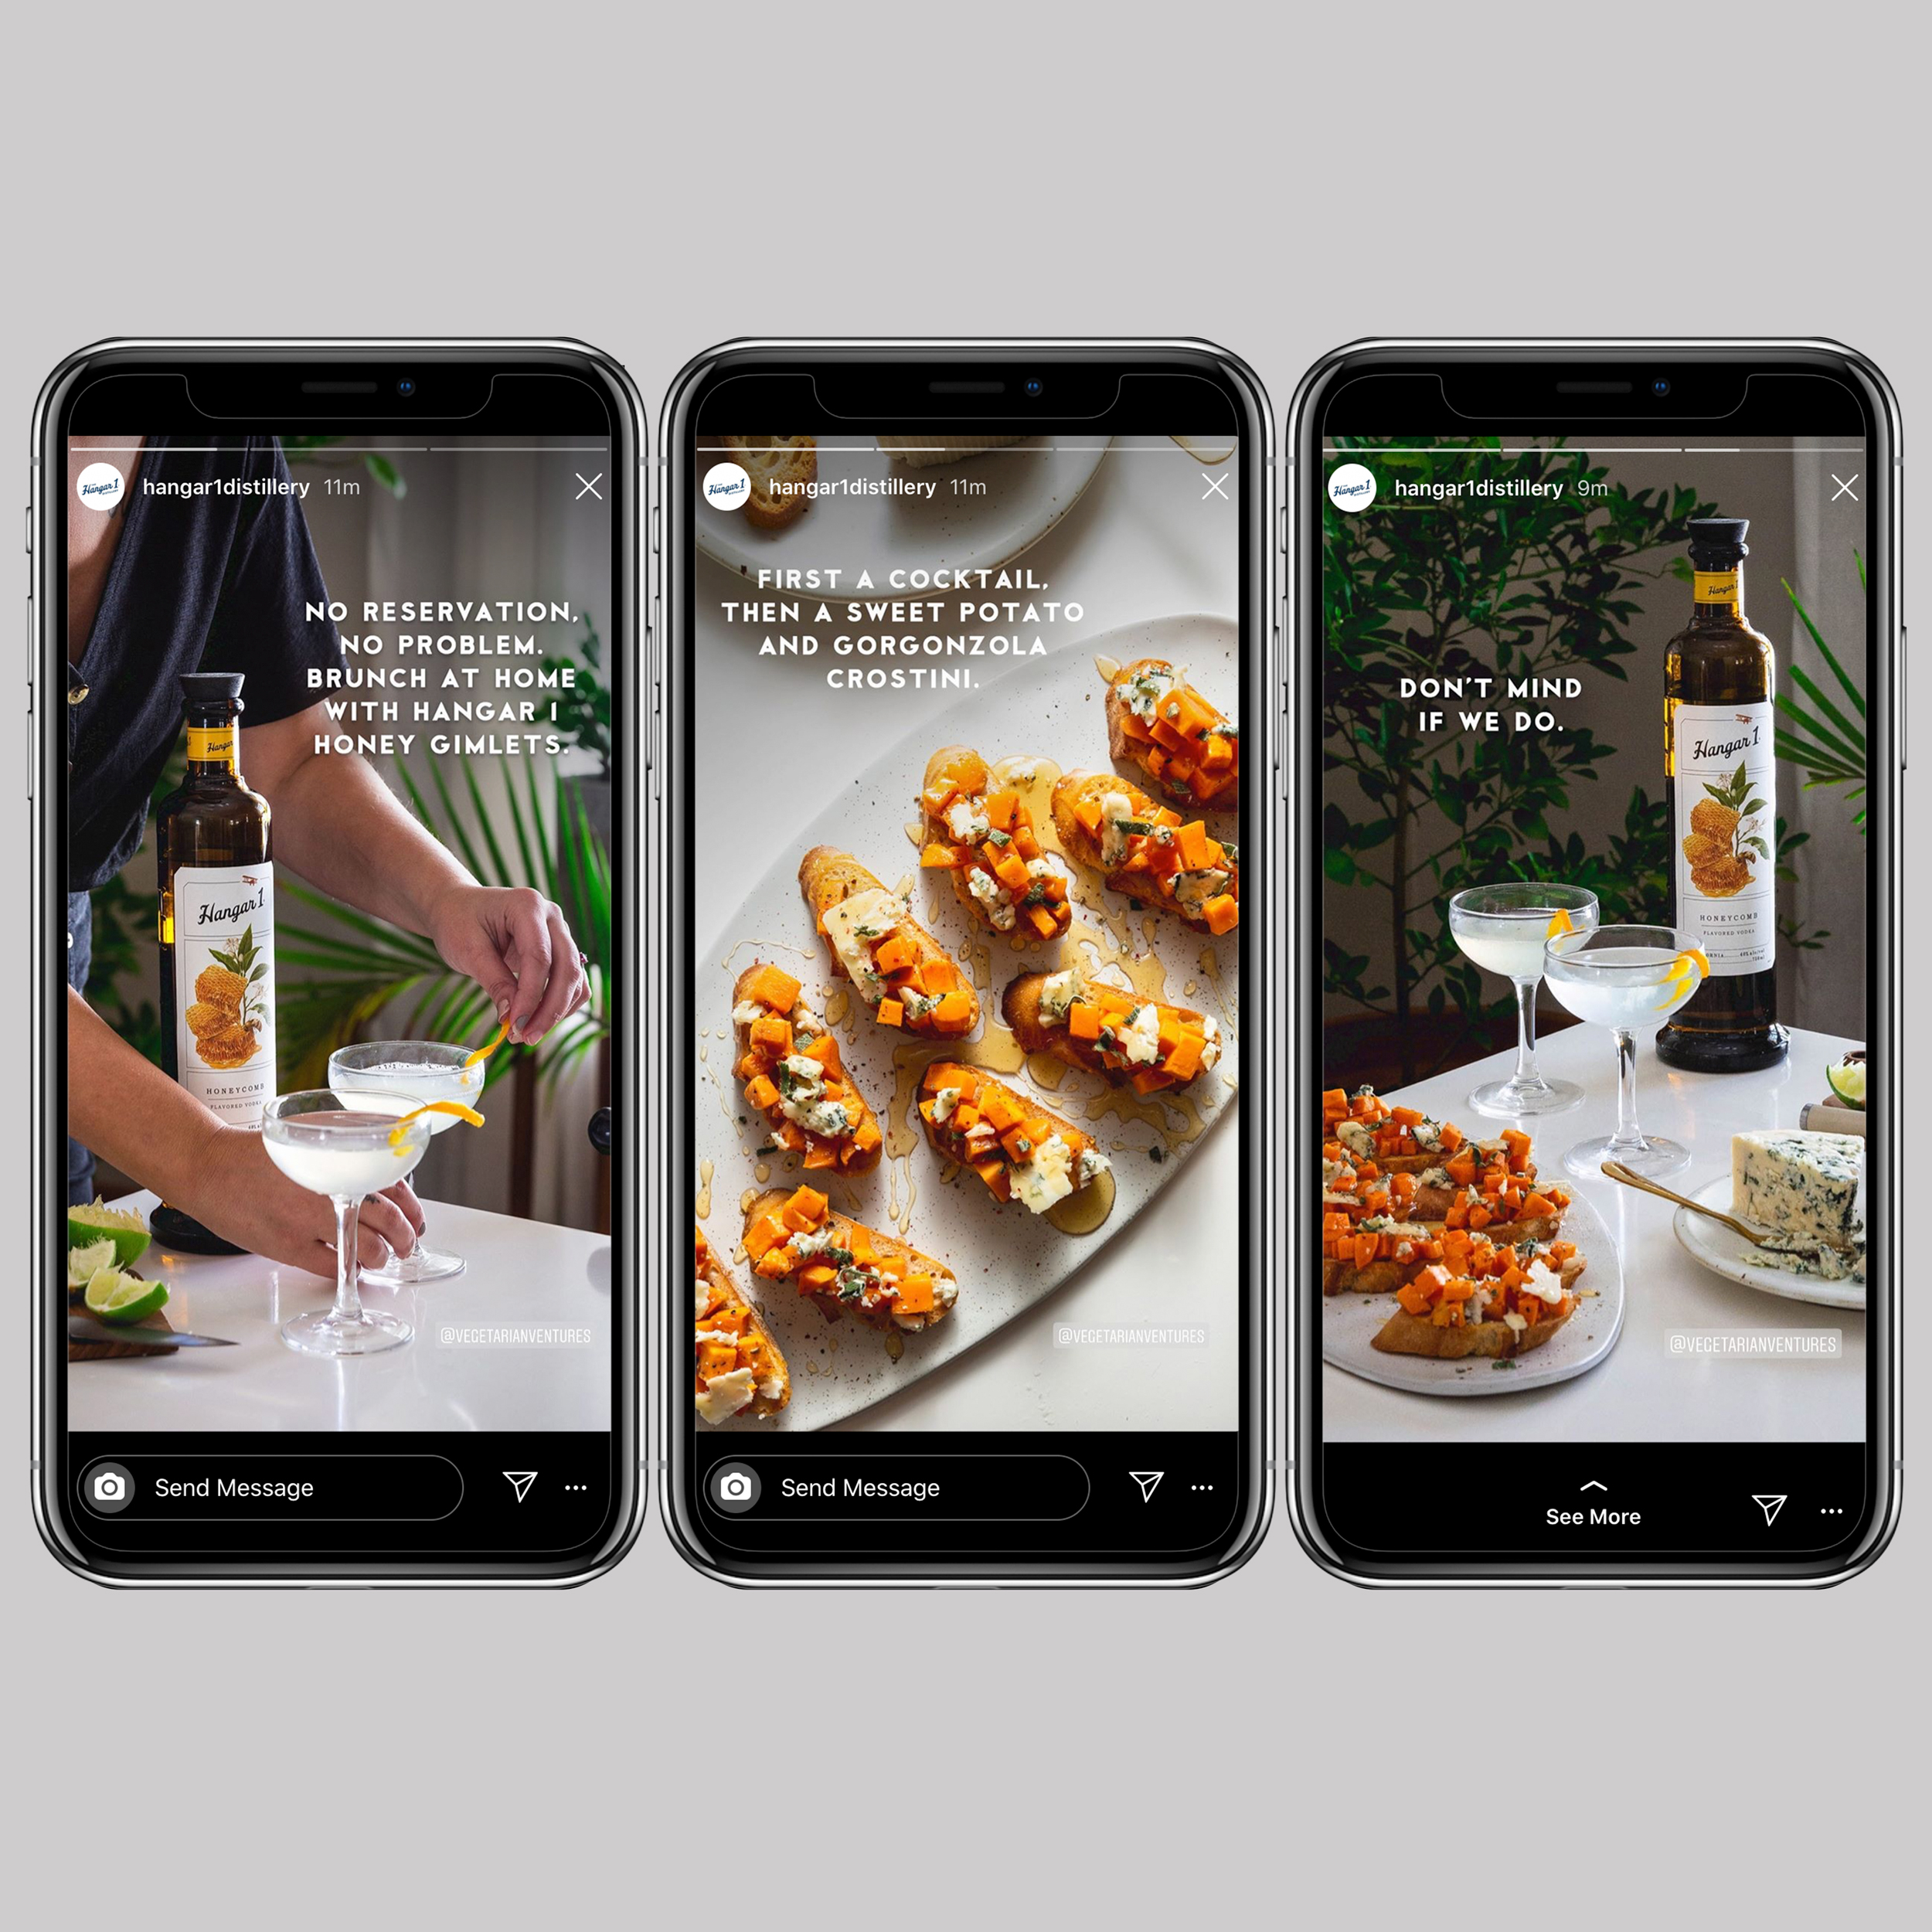 Hangar 1
hangar1distillery 11m
NO RESERVATION,
NO PROBLEM.
BRUNCH AT HOME
WITH HANGAR 1
HONEY GIMLETS.
Hangar
Hangar 1
HONEYCOMB
FLAVORED VODKA
@VEGETARIANVENTURES
Send Message
Hangar 1
hangar1distillery 11m
FIRST A COCKTAIL,
THEN A SWEET POTATO
AND GORGONZOLA
CROSTINI.
@VEGETARIANVENTURES
Send Message
Hangar 1
hangar1distillery 9m
DON'T MIND
IF WE DO.
Hangar
Hangar 1
HONEYCOMB
FLAVORED VODKA
@VEGETARIANVENTURES
See More